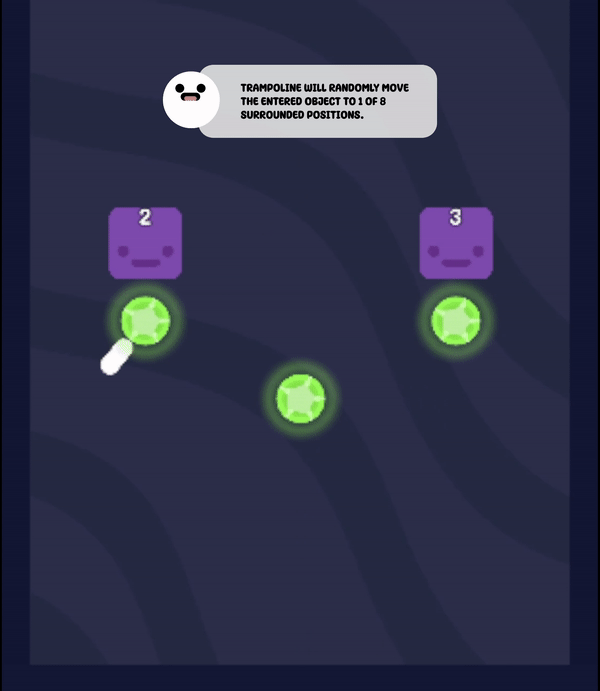 TRAMPOLINE WILL RANDOMLY MOVE
THE ENTERED OBJECT TO 1 OF 8
SURROUNDED POSITIONS.
2
3